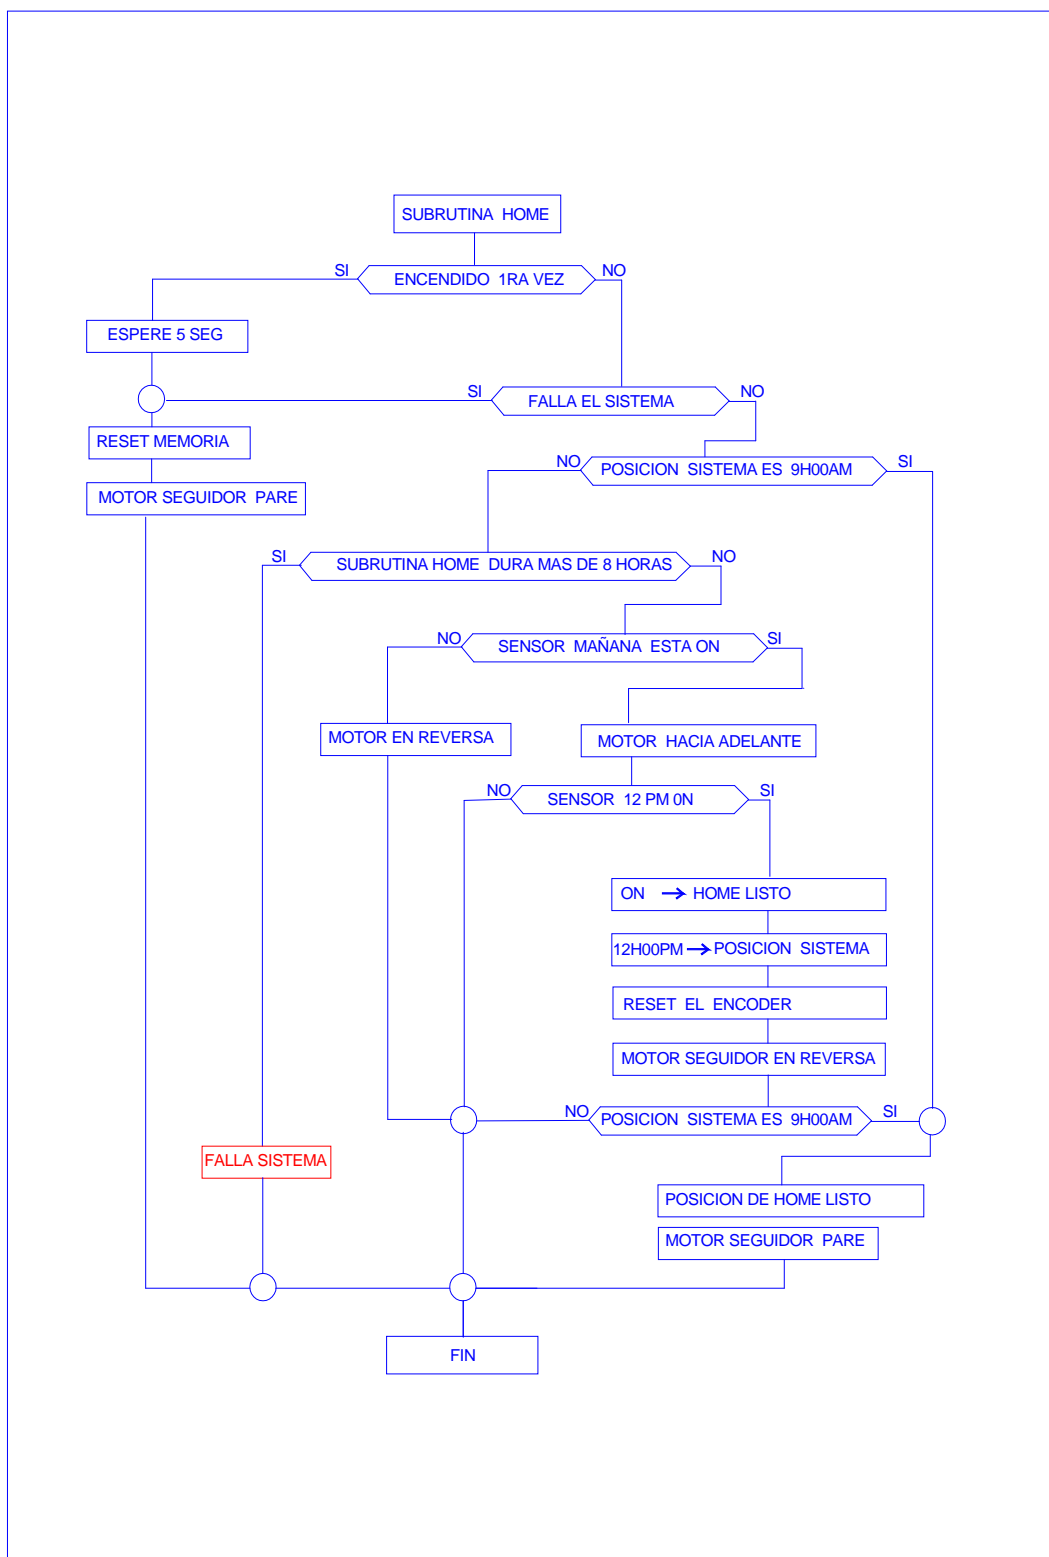 SUBRUTINA HOME
SI
ENCENDIDO 1RA VEZ
NO
ESPERE 5 SEG
SI
FALLA EL SISTEMA
NO
RESET MEMORIA
NO
POSICION SISTEMA ES 9H00AM
SI
MOTOR SEGUIDOR PARE
SI
SUBRUTINA HOME DURA MAS DE 8 HORAS
NO
NO
SENSOR MAÑANA ESTA ON
SI
MOTOR EN REVERSA
MOTOR HACIA ADELANTE
NO
SENSOR 12 PM 0N
SI
ON → HOME LISTO
12H00PM → POSICION SISTEMA
RESET EL ENCODER
MOTOR SEGUIDOR EN REVERSA
NO
POSICION SISTEMA ES 9H00AM
SI
FALLA SISTEMA
POSICION DE HOME LISTO
MOTOR SEGUIDOR PARE
FIN